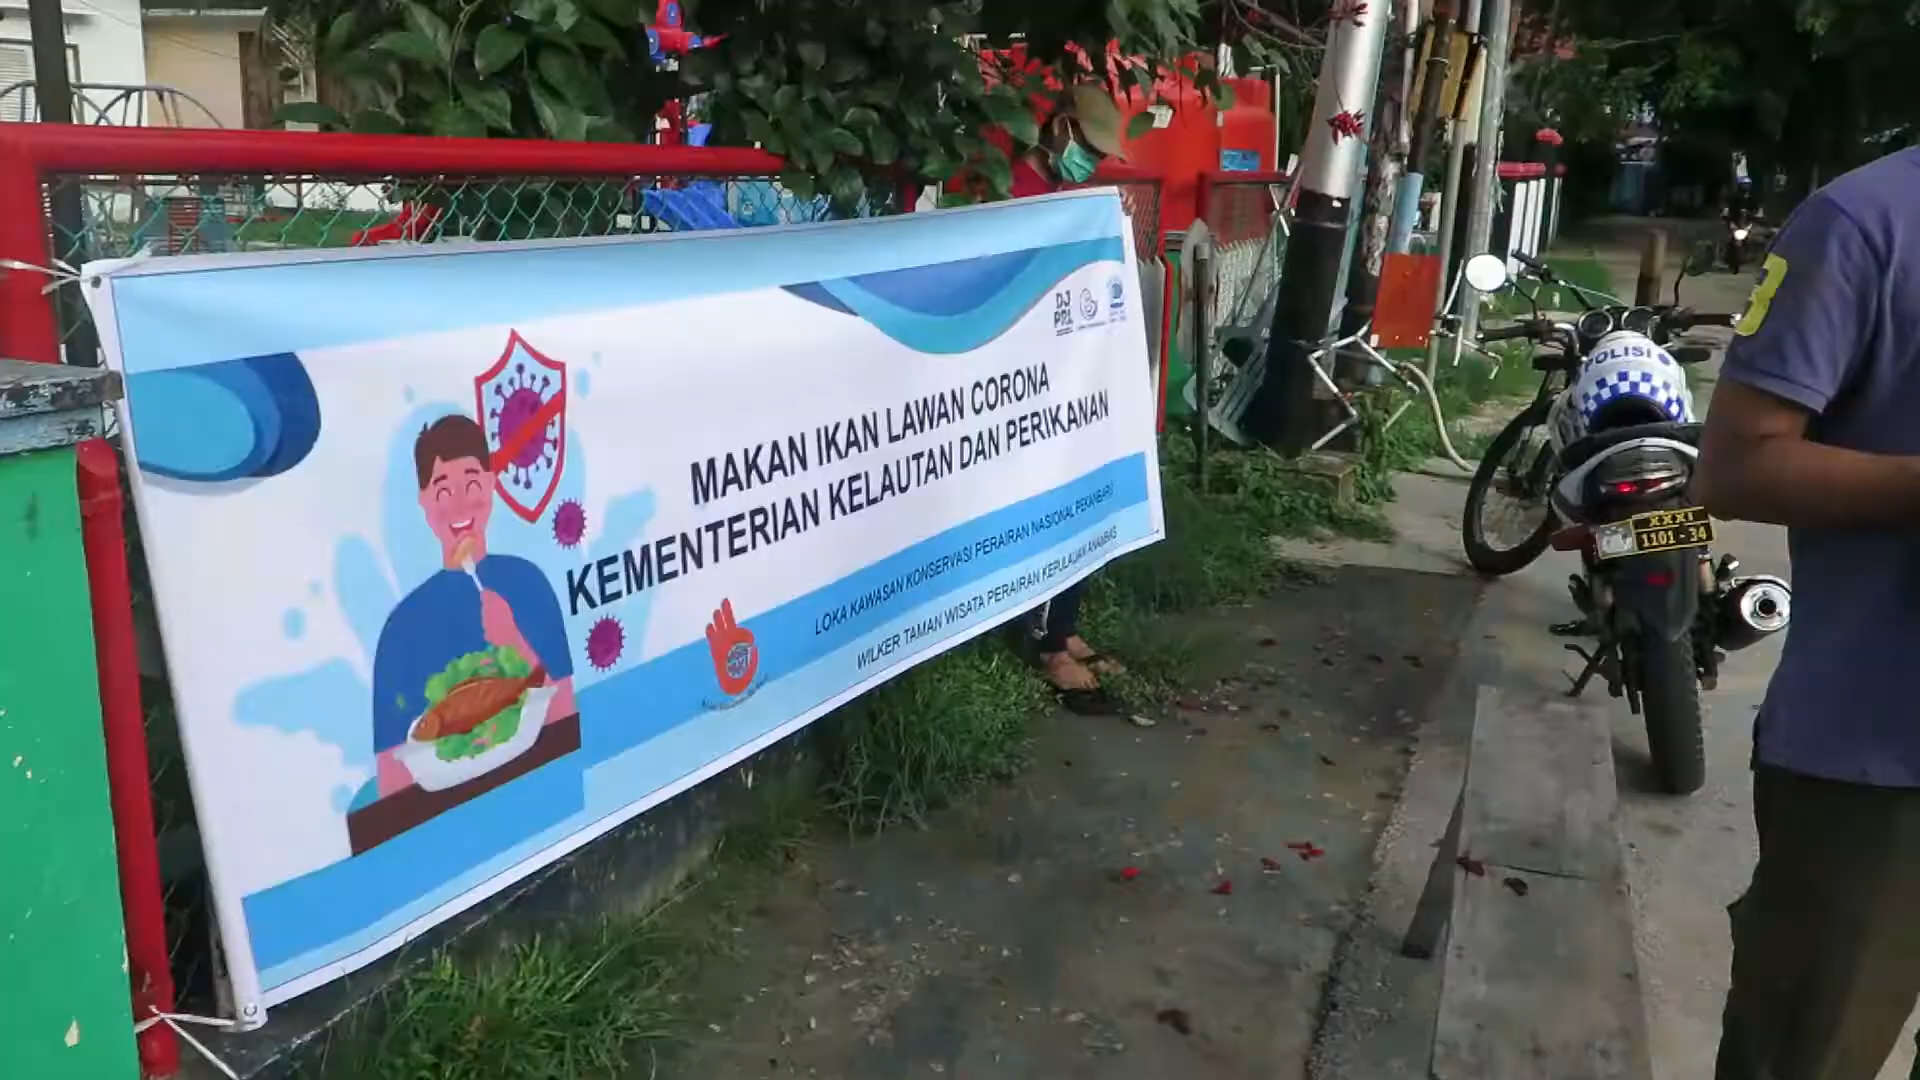 DJ
PRL
MAKAN IKAN LAWAN CORONA
KEMENTERIAN KELAUTAN DAN PERIKANAN
LOKA KAWASAN KONSERVASI PERAIRAN NASIONAL PEKANBARU
WILKER TAMAN WISATA PERAIRAN KEPULAUAN ANAMBAS
POLISI
XXXI
1101 - 34
3